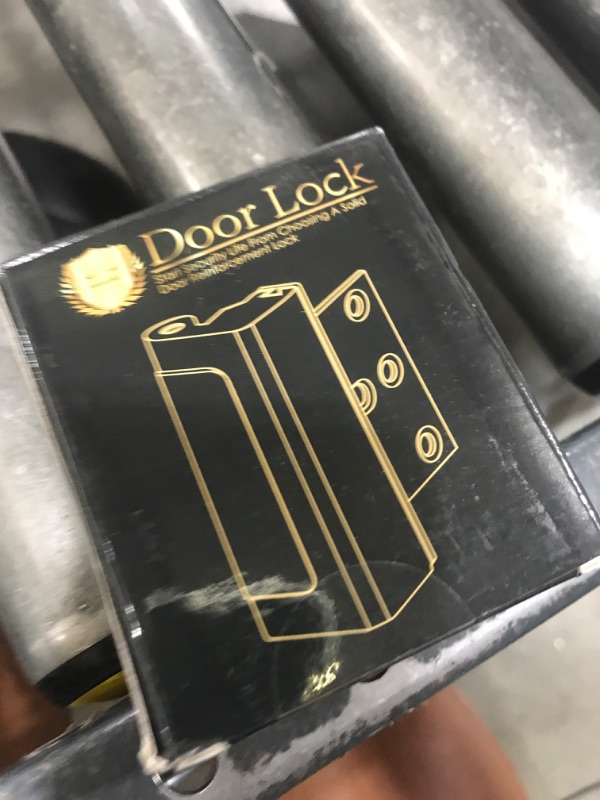 Door Lock
Start Security Life From Choosing A Solid
Door Reinforcement Lock